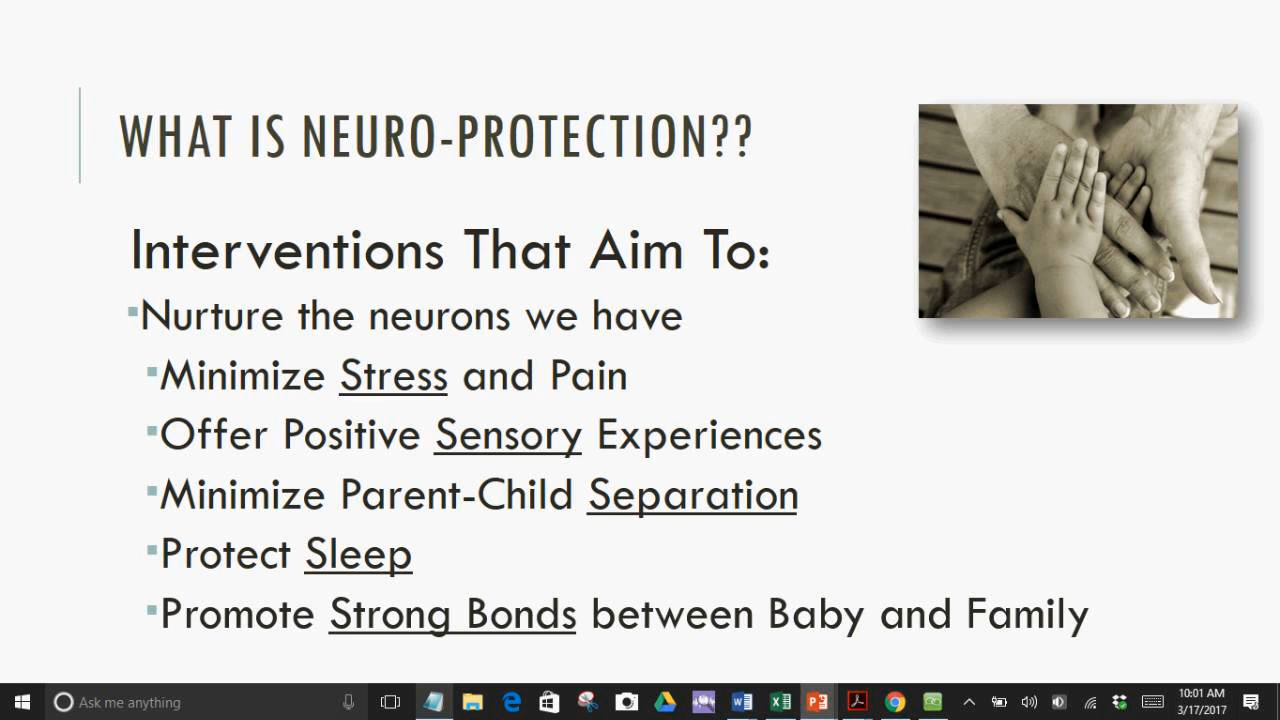 WHAT IS NEURO-PROTECTION??
Interventions That Aim To:
Nurture the neurons we have
Minimize Stress and Pain
Offer Positive Sensory Experiences
Minimize Parent-Child Separation
Protect Sleep
Promote Strong Bonds between Baby and Family
Ask me anything
10:01 AM
3/17/2017